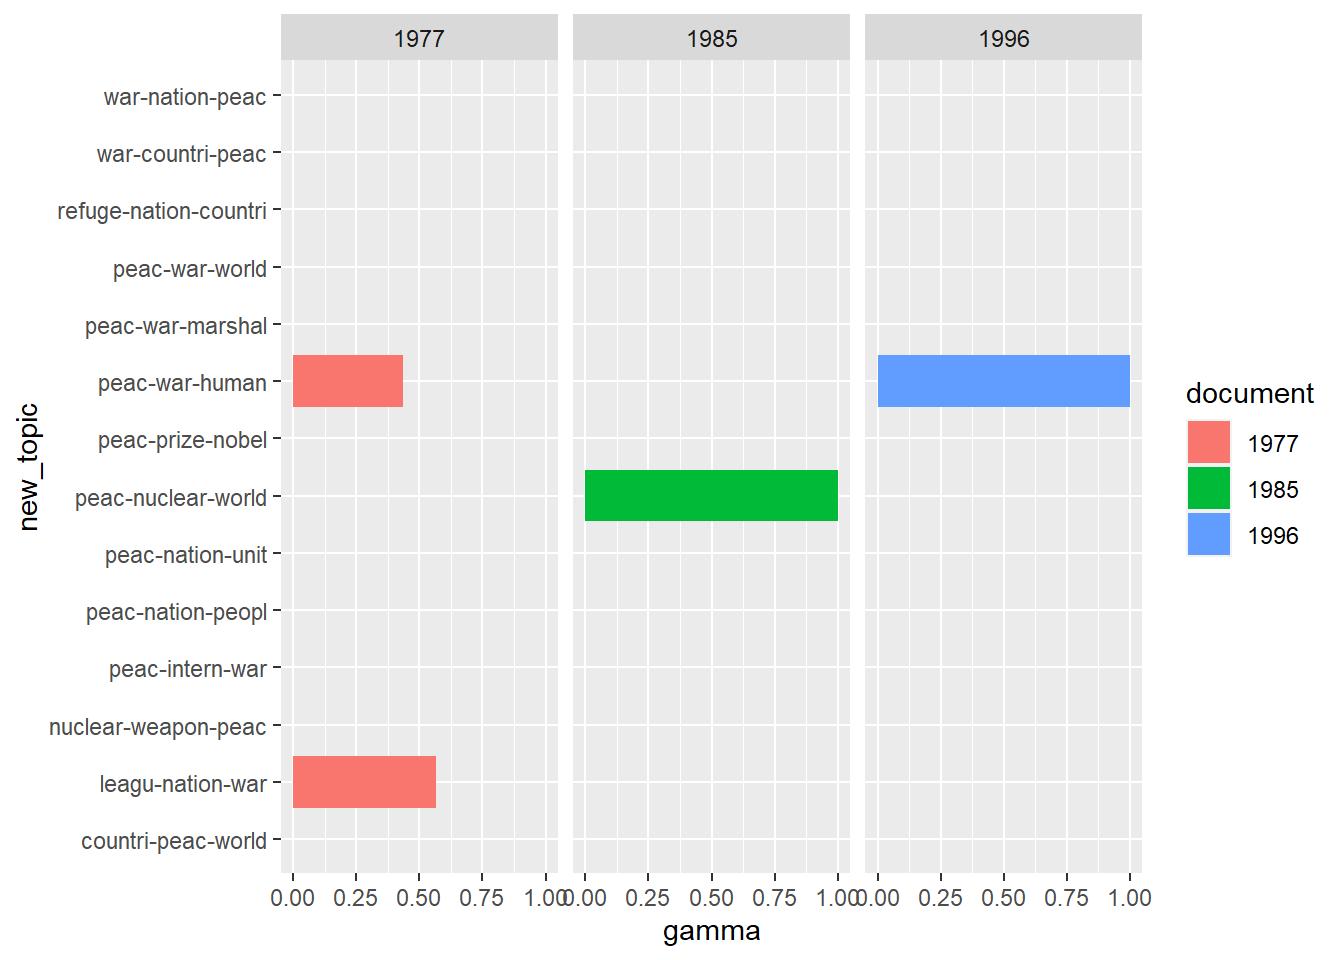 1977 1985 1996
war-nation-peac
war-countri-peac
refuge-nation-countri
peac-war-world
peac-war-marshal
peac-war-human
peac-prize-nobel
peac-nuclear-world
peac-nation-unit
peac-nation-peopl
peac-intern-war
nuclear-weapon-peac
leagu-nation-war
countri-peac-world
new_topic
0.00 0.25 0.50 0.75 1.00 0.00 0.25 0.50 0.75 1.00 0.00 0.25 0.50 0.75 1.00
gamma
document
1977
1985
1996